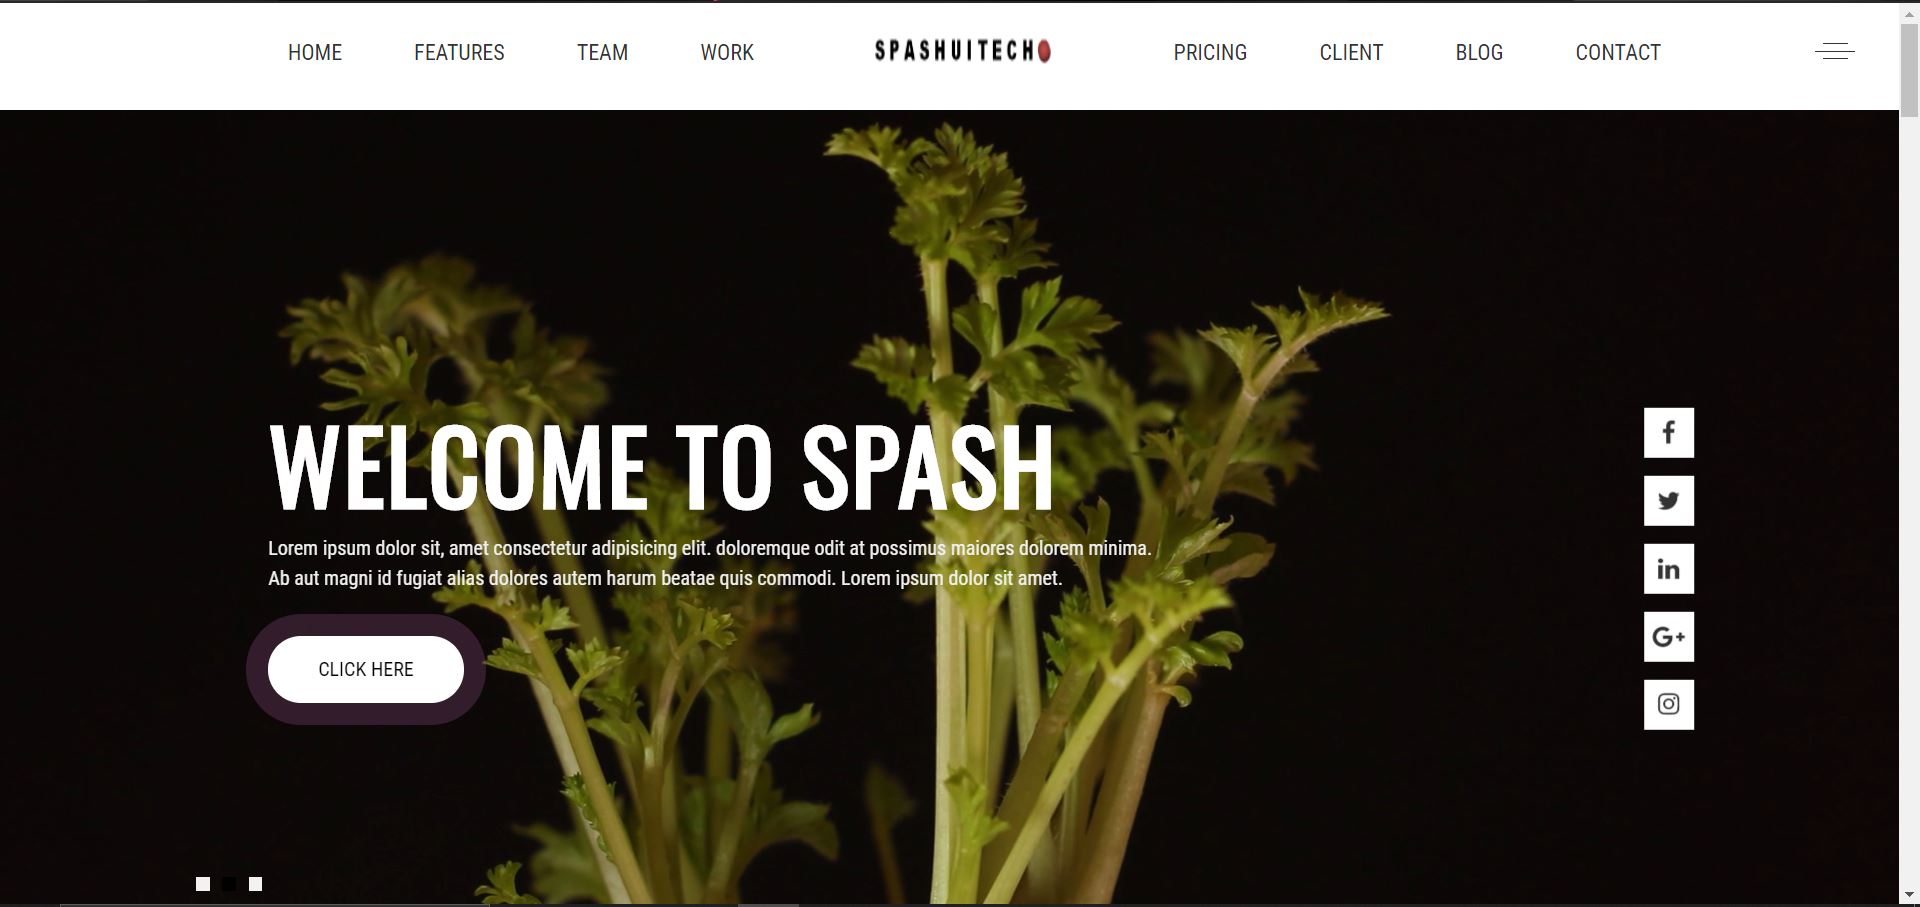 HOME FEATURES TEAM WORK SPASHUITECH PRICING CLIENT BLOG CONTACT
WELCOME TO SPASH
Lorem ipsum dolor sit, amet consectetur adipisicing elit. doloremque odit at possimus maiores dolorem minima.
Ab aut magni id fugiat alias dolores autem harum beatae quis commodi. Lorem ipsum dolor sit amet.
CLICK HERE